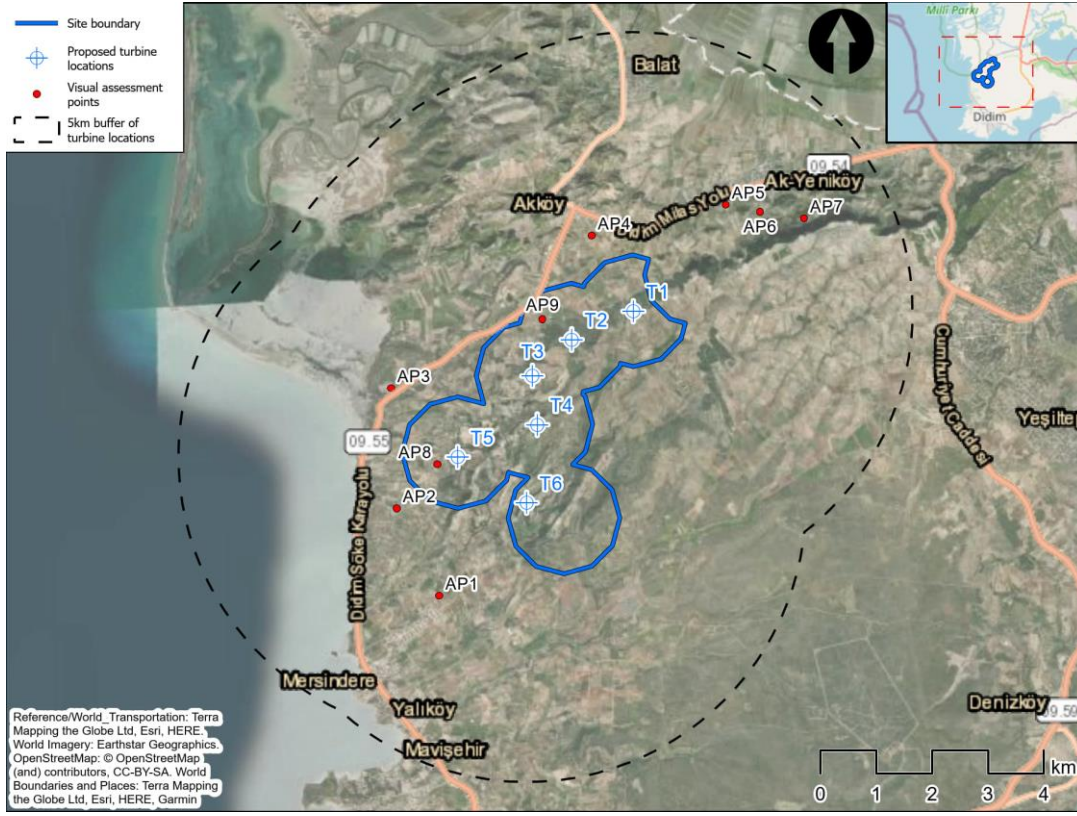 Site boundary
Proposed turbine
locations
Visual assessment
points
5km buffer of
turbine locations
Milli Parkı
Didim
Balat
09.54
Ak-Yeniköy
Akköy
Didim Milas Yolu
AP5
AP6
AP7
AP4
T1
AP9
T2
T3
AP3
T4
Cumhuriyet Caddesi
09.55
AP8
T5
T6
AP2
Didim Söke Karayolu
AP1
Mersindere
Yalıköy
Mavişehir
Denizköy
09.59
Reference/World_Transportation: Terra
Mapping the Globe Ltd, Esri, HERE.
World Imagery: Earthstar Geographics.
OpenStreetMap: © OpenStreetMap
(and) contributors, CC-BY-SA. World
Boundaries and Places: Terra Mapping
the Globe Ltd, Esri, HERE, Garmin
km
0 1 2 3 4